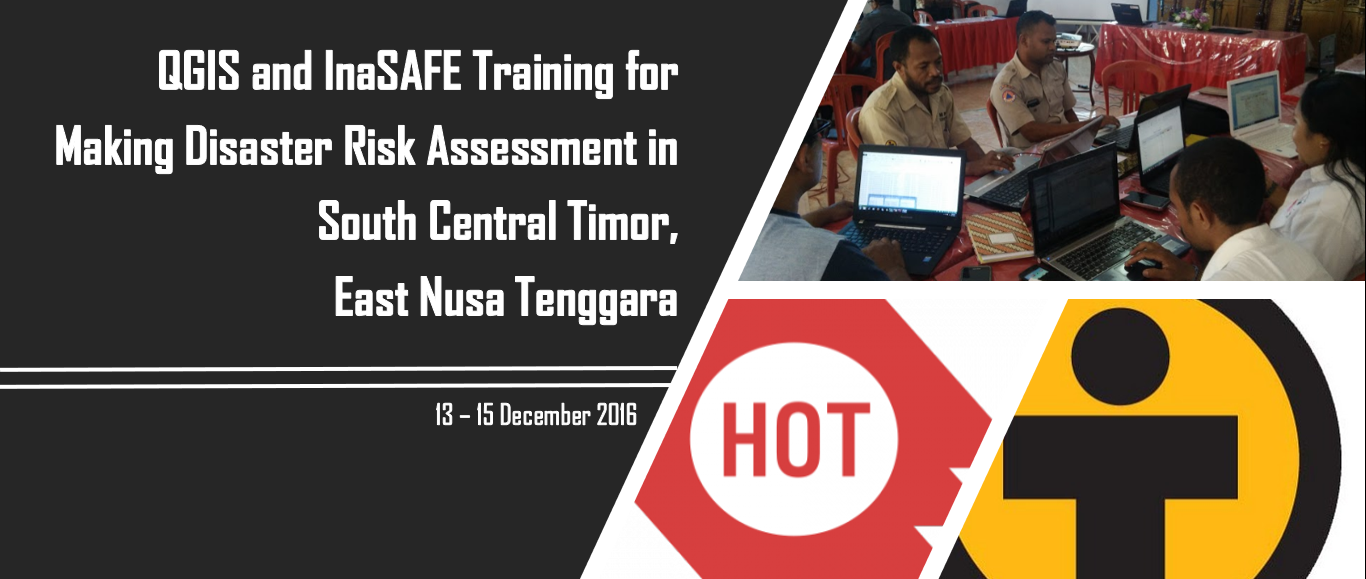 QGIS and InaSAFE Training for
Making Disaster Risk Assessment in
South Central Timor,
East Nusa Tenggara
13 – 15 December 2016
HOT